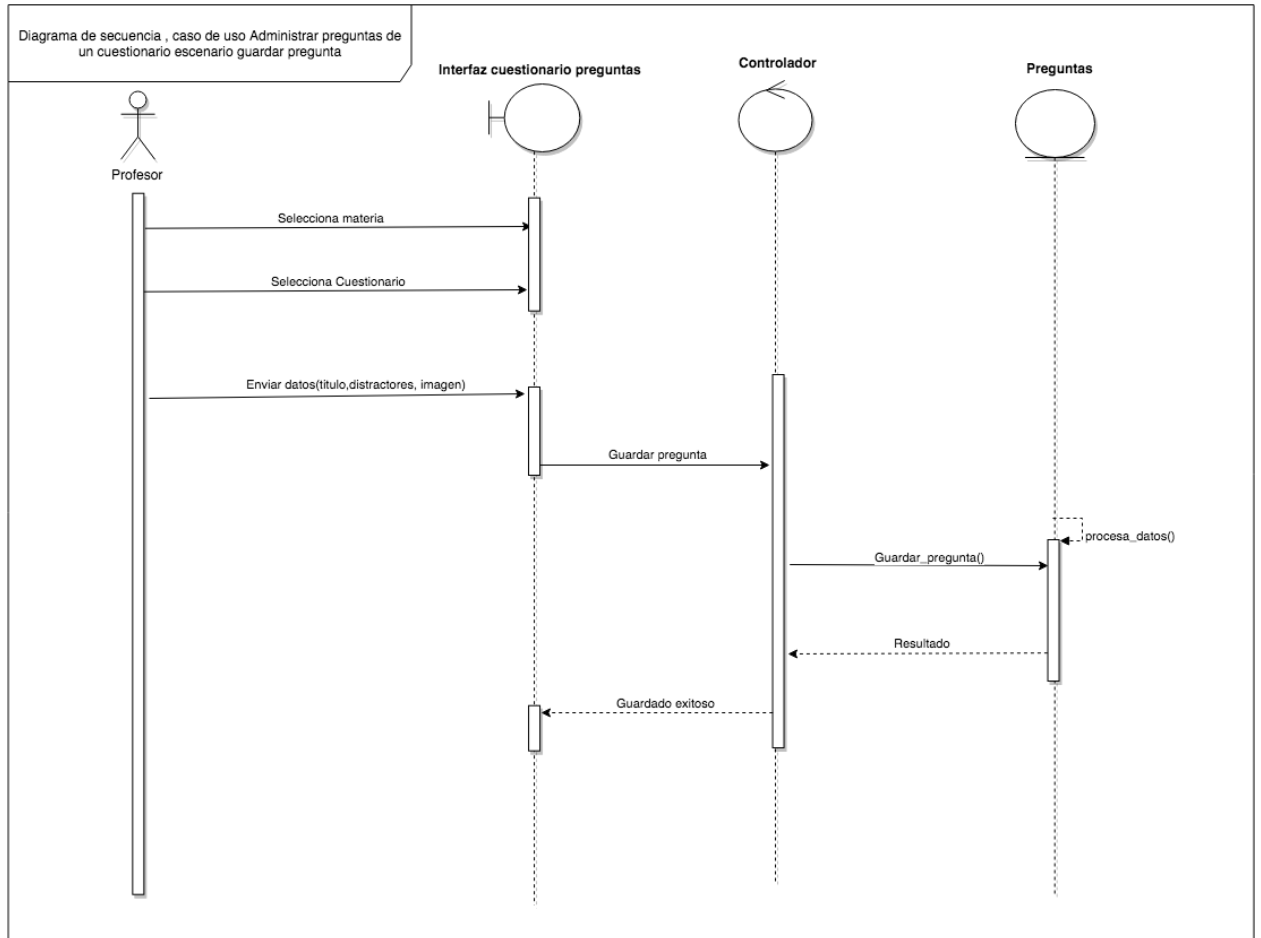 Diagrama de secuencia , caso de uso Administrar preguntas de
un cuestionario escenario guardar pregunta
Interfaz cuestionario preguntas
Controlador
Preguntas
Profesor
Selecciona materia
Selecciona Cuestionario
Enviar datos(titulo,distractores, imagen)
Guardar pregunta
procesa_datos()
Guardar_pregunta()
Resultado
Guardado exitoso